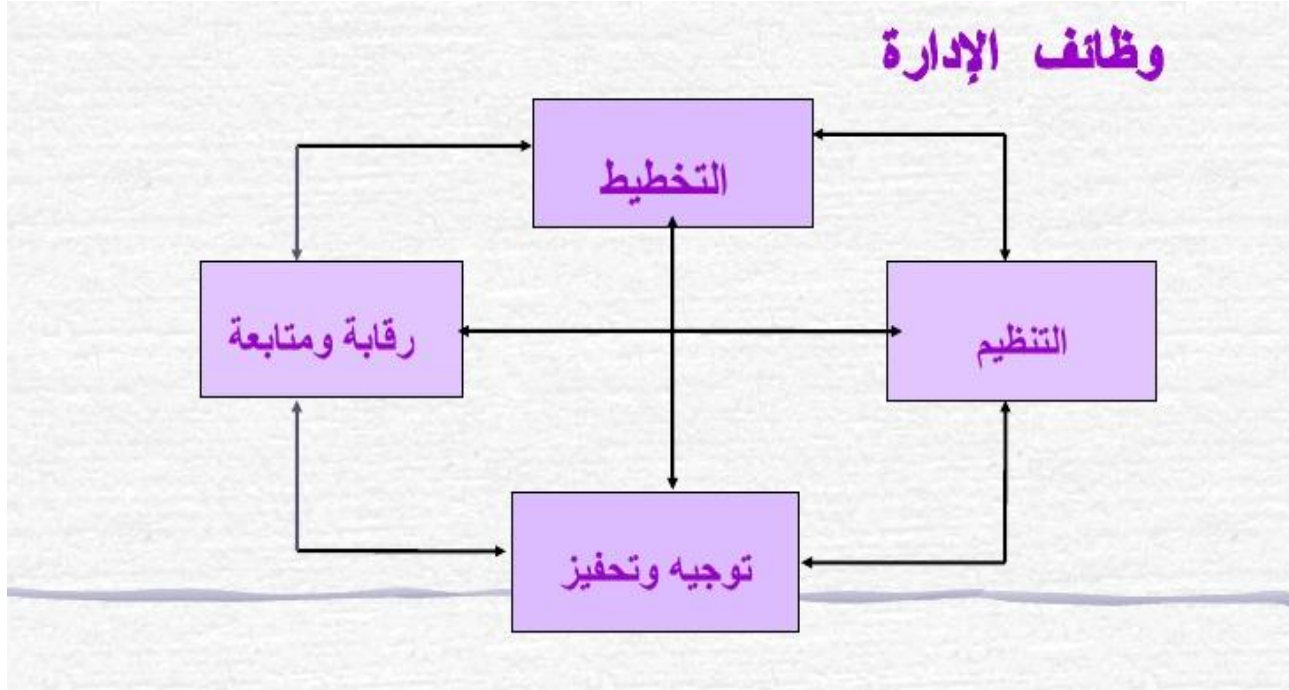 وظائف الإدارة
التخطيط
التنظيم
رقابة ومتابعة
توجيه وتحفيز